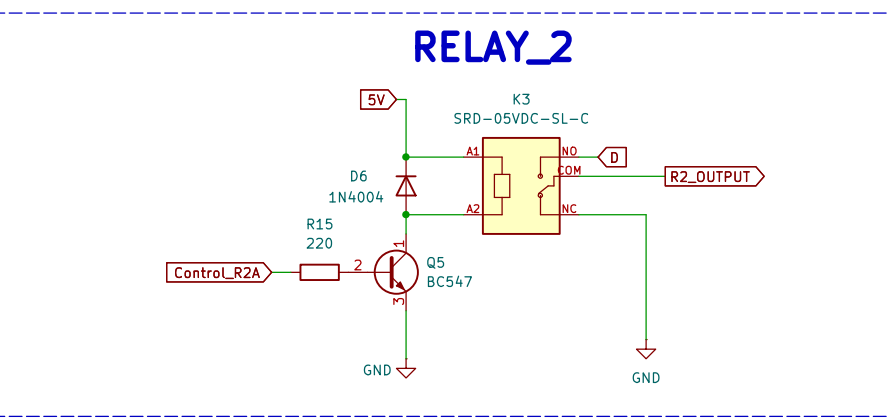 RELAY_2
5V
K3
SRD-05VDC-SL-C
A1
NO
D
COM
R2_OUTPUT
D6
1N4004
A2
NC
R15
220
1
Control_R2A
2
Q5
BC547
3
GND
GND